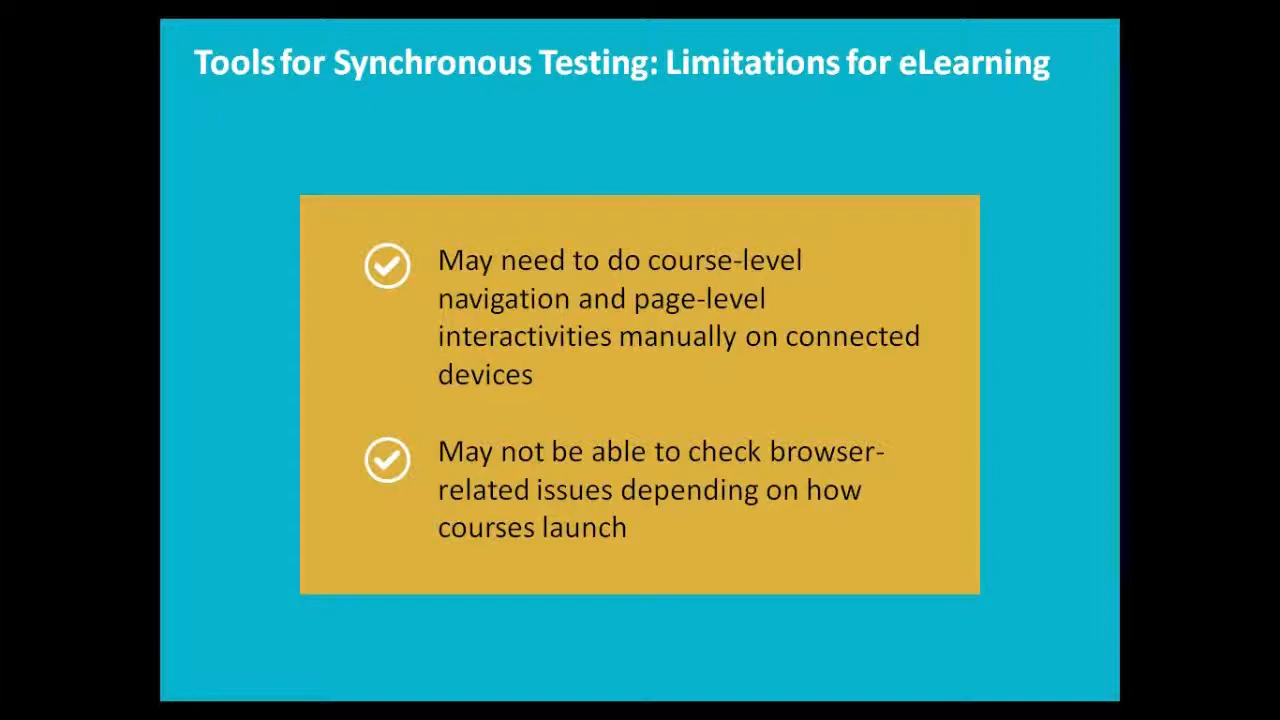 Tools for Synchronous Testing: Limitations for eLearning
May need to do course-level
navigation and page-level
interactivities manually on connected
devices
May not be able to check browser-
related issues depending on how
courses launch